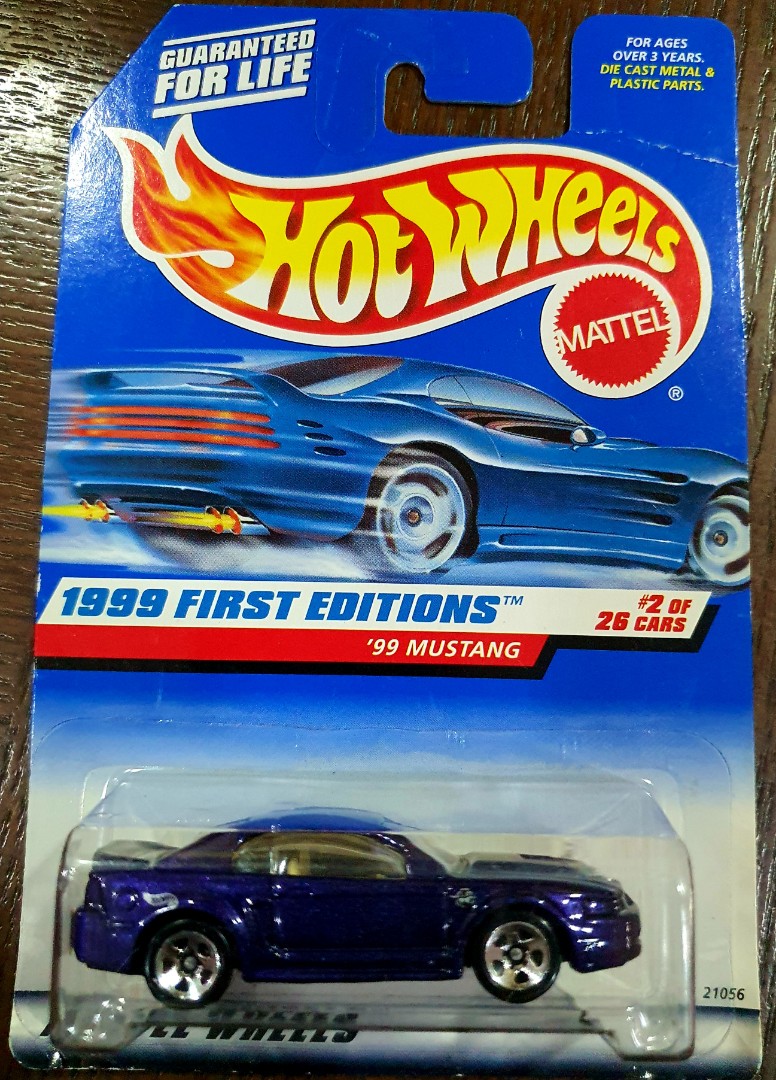 GUARANTEED
FOR LIFE
FOR AGES
OVER 3 YEARS.
DIE CAST METAL &
PLASTIC PARTS.
HOT WHEELS
MATTEL
®
1999 FIRST EDITIONS™
#2 OF
26 CARS
'99 MUSTANG
21056
WHEELS